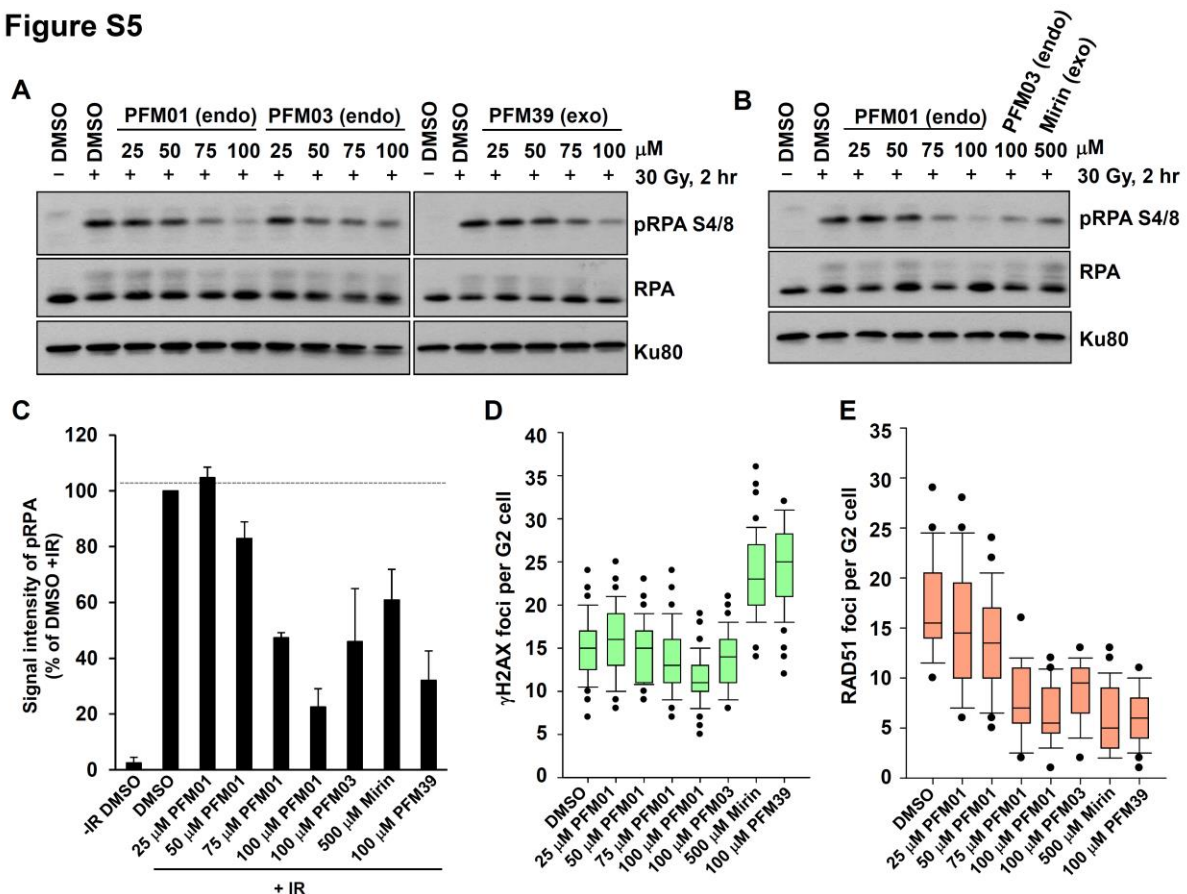 Figure S5
A
DMSO
DMSO
PFM01 (endo)
PFM03 (endo)
DMSO
DMSO
PFM39 (exo)
25 50 75 100 25 50 75 100 25 50 75 100 μM
– + + + + + + + + + – + + + + + 30 Gy, 2 hr
pRPA S4/8
RPA
Ku80
B
DMSO
DMSO
PFM01 (endo)
PFM03 (endo)
Mirin (exo)
25 50 75 100 100 500 μM
– + + + + + + + 30 Gy, 2 hr
pRPA S4/8
RPA
Ku80
C
Signal intensity of pRPA
(% of DMSO +IR)
120
100
80
60
40
20
0
-IR DMSO
DMSO
25 μM PFM01
50 μM PFM01
75 μM PFM01
100 μM PFM01
100 μM PFM03
500 μM Mirin
100 μM PFM39
+ IR
D
γH2AX foci per G2 cell
40
35
30
25
20
15
10
5
0
DMSO
25 μM PFM01
50 μM PFM01
75 μM PFM01
100 μM PFM01
100 μM PFM03
500 μM Mirin
100 μM PFM39
E
RAD51 foci per G2 cell
35
30
25
20
15
10
5
0
DMSO
25 μM PFM01
50 μM PFM01
75 μM PFM01
100 μM PFM01
100 μM PFM03
500 μM Mirin
100 μM PFM39